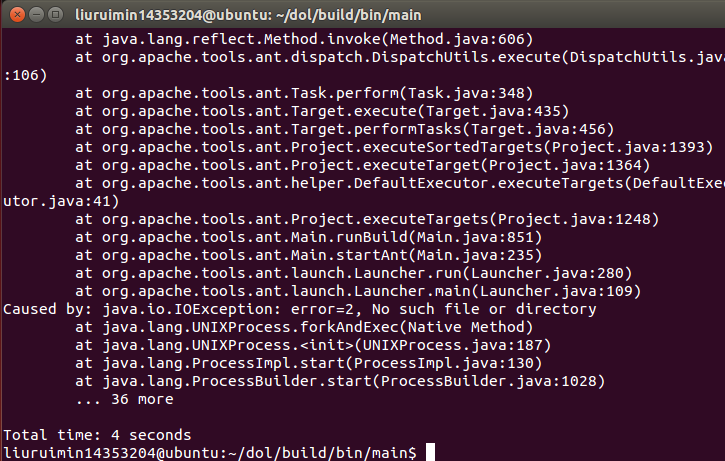 liuruimin14353204@ubuntu: ~/dol/build/bin/main
at java.lang.reflect.Method.invoke(Method.java:606)
at org.apache.tools.ant.dispatch.DispatchUtils.execute(DispatchUtils.java
:106)
at org.apache.tools.ant.Task.perform(Task.java:348)
at org.apache.tools.ant.Target.execute(Target.java:435)
at org.apache.tools.ant.Target.performTasks(Target.java:456)
at org.apache.tools.ant.Project.executeSortedTargets(Project.java:1393)
at org.apache.tools.ant.Project.executeTarget(Project.java:1364)
at org.apache.tools.ant.helper.DefaultExecutor.executeTargets(DefaultExec
utor.java:41)
at org.apache.tools.ant.Project.executeTargets(Project.java:1248)
at org.apache.tools.ant.Main.runBuild(Main.java:851)
at org.apache.tools.ant.Main.startAnt(Main.java:235)
at org.apache.tools.ant.launch.Launcher.run(Launcher.java:280)
at org.apache.tools.ant.launch.Launcher.main(Launcher.java:109)
Caused by: java.io.IOException: error=2, No such file or directory
at java.lang.UNIXProcess.forkAndExec(Native Method)
at java.lang.UNIXProcess.<init>(UNIXProcess.java:187)
at java.lang.ProcessImpl.start(ProcessImpl.java:130)
at java.lang.ProcessBuilder.start(ProcessBuilder.java:1028)
... 36 more
Total time: 4 seconds
liuruimin14353204@ubuntu:~/dol/build/bin/main$